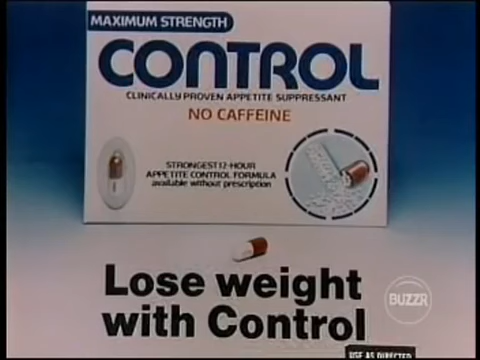 MAXIMUM STRENGTH
CONTROL
CLINICALLY PROVEN APPETITE SUPPRESSANT
NO CAFFEINE
STRONGEST 12-HOUR
APPETITE CONTROL FORMULA
available without prescription
Lose weight
with Control
BUZZR
USE AS DIRECTED